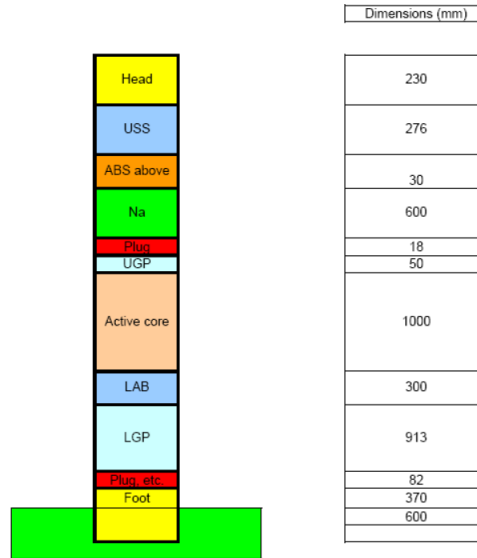 Dimensions (mm)
Head 230
USS 276
ABS above 30
Na 600
Plug 18
UGP 50
Active core 1000
LAB 300
LGP 913
Plug, etc. 82
Foot 370
600